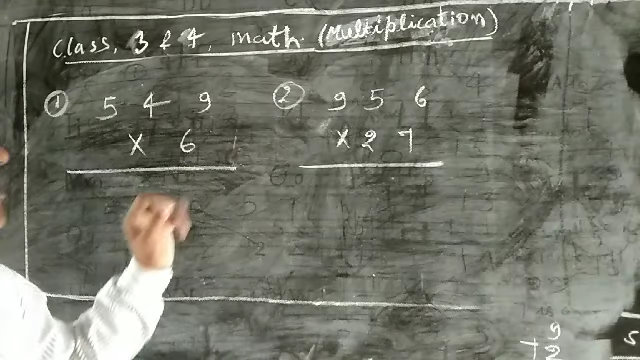 Class, 3 & 4, math. (Multiplication)
① 5 4 9 ② 9 5 6
x 6 x 2 7